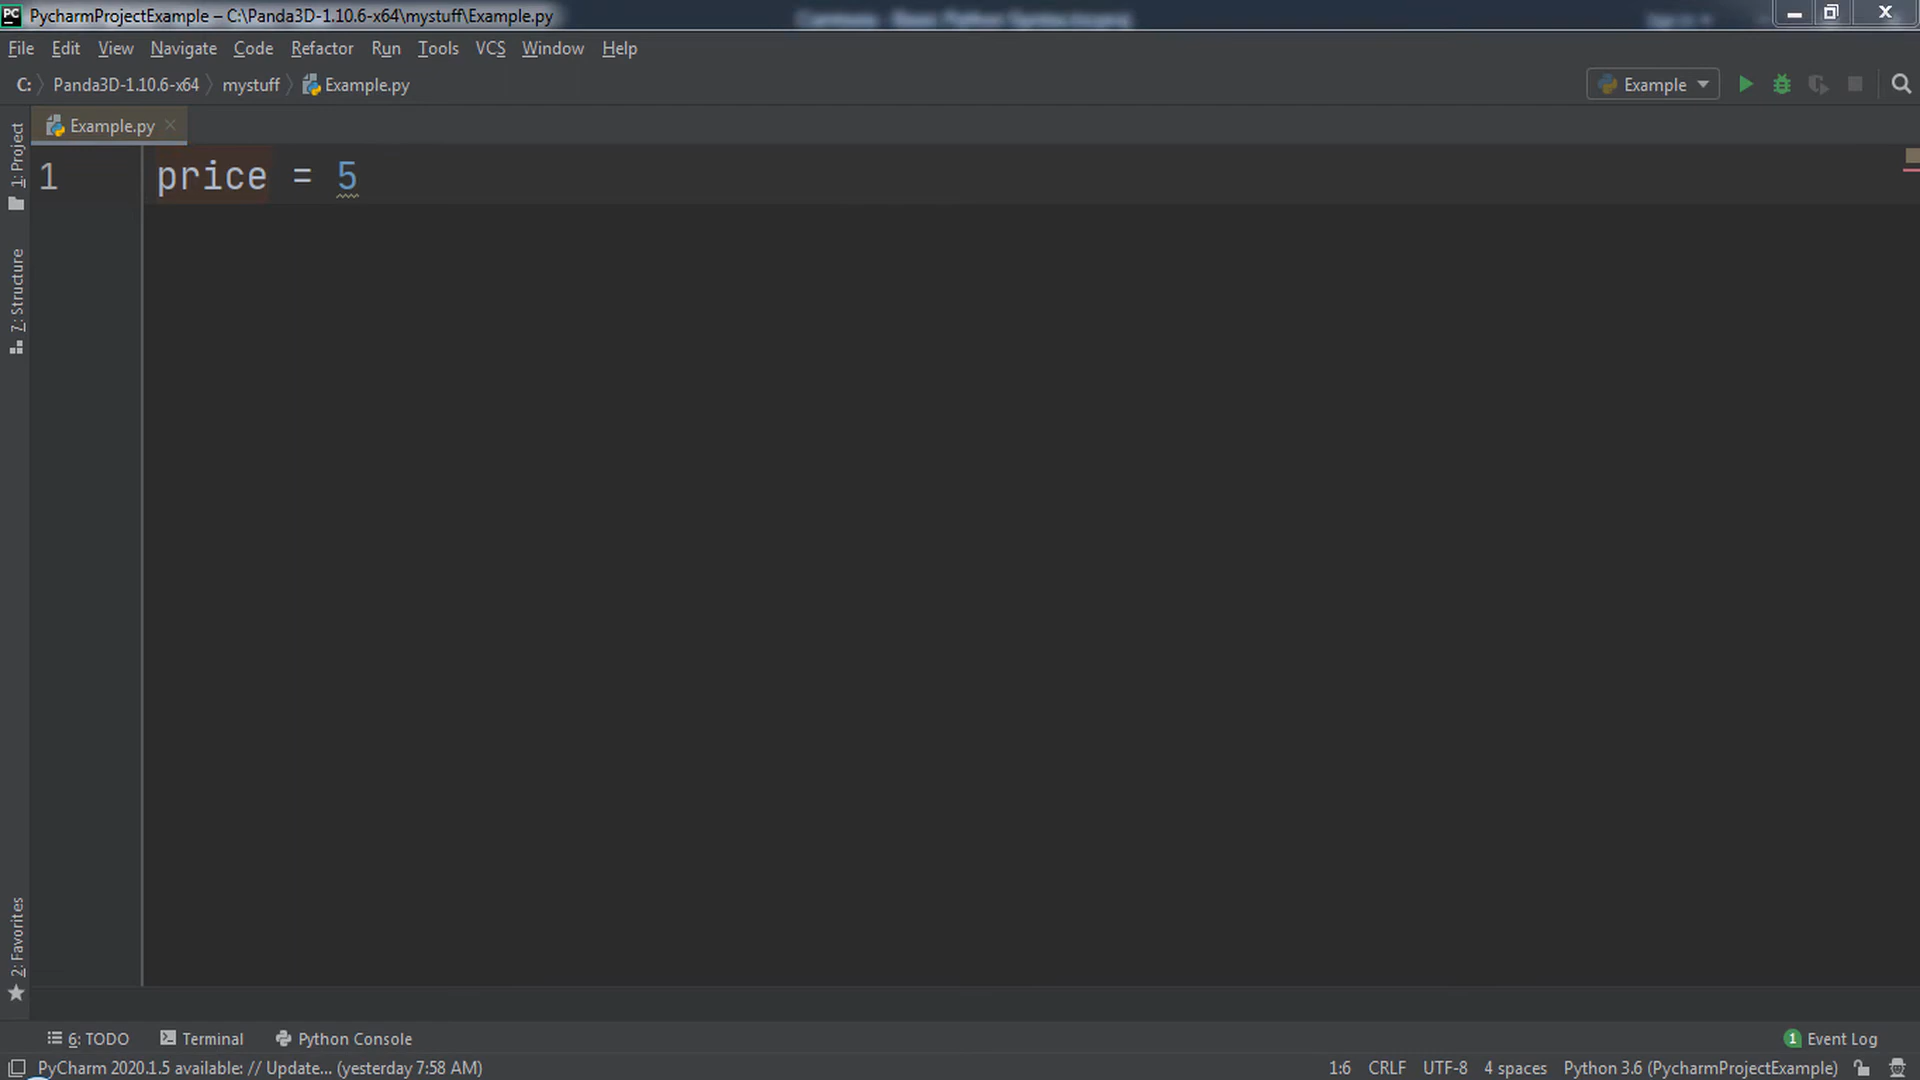 PC PycharmProjectExample – C:\Panda3D-1.10.6-x64\mystuff\Example.py
File Edit View Navigate Code Refactor Run Tools VCS Window Help
C: Panda3D-1.10.6-x64 mystuff Example.py Example
1: Project
Example.py
1 price = 5
7: Structure
2: Favorites
6: TODO Terminal Python Console 1 Event Log
PyCharm 2020.1.5 available: // Update... (yesterday 7:58 AM) 1:6 CRLF UTF-8 4 spaces Python 3.6 (PycharmProjectExample)